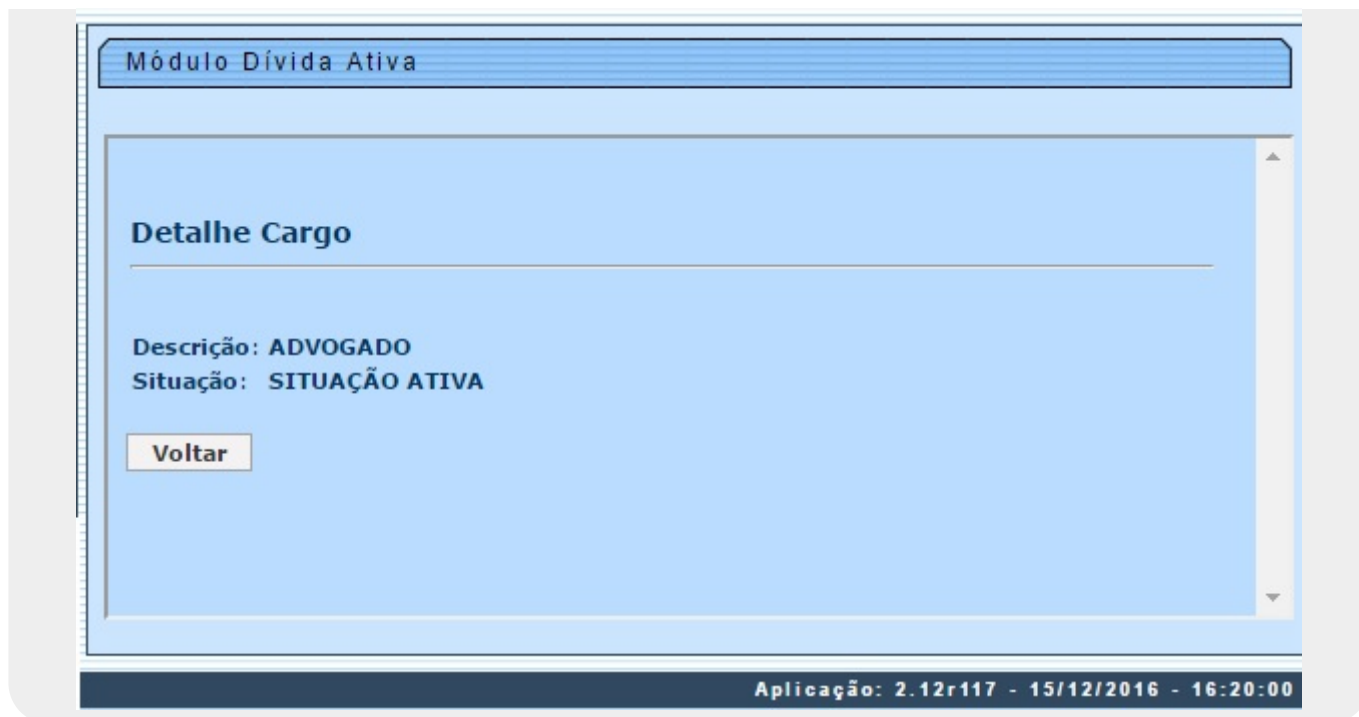 Módulo Dívida Ativa
Detalhe Cargo
Descrição: ADVOGADO
Situação: SITUAÇÃO ATIVA
Voltar
Aplicação: 2.12r117 - 15/12/2016 - 16:20:00